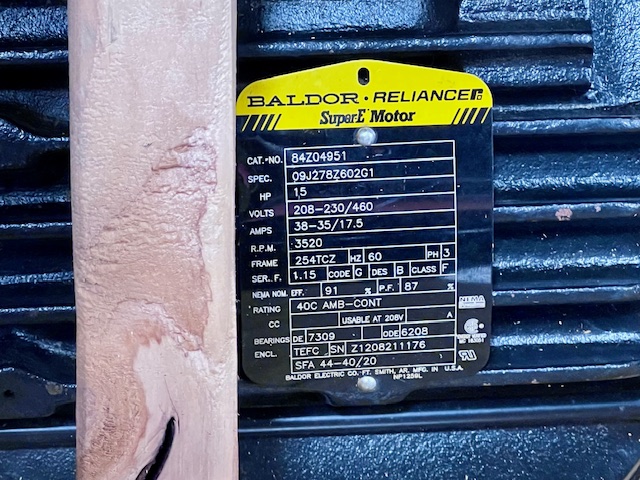 BALDOR · RELIANCE
Super-E Motor
CAT. NO. 84Z04951
SPEC. 09J278Z602G1
HP 15
VOLTS 208-230/460
AMPS 38-35/17.5
R.P.M. 3520
FRAME 254TCZ HZ 60 PH 3
SER. F. 1.15 CODE G DES B CLASS F
NEMA NOM. EFF. 91 % P.F. 87 %
RATING 40C AMB-CONT
CC USABLE AT 208V A
BEARINGS DE 7309 ODE 6208
ENCL. TEFC SN Z1208211176
SFA 44-40/20
BALDOR ELECTRIC CO. FT. SMITH, AR. MFG. IN U.S.A.
NP1259L
NEMA